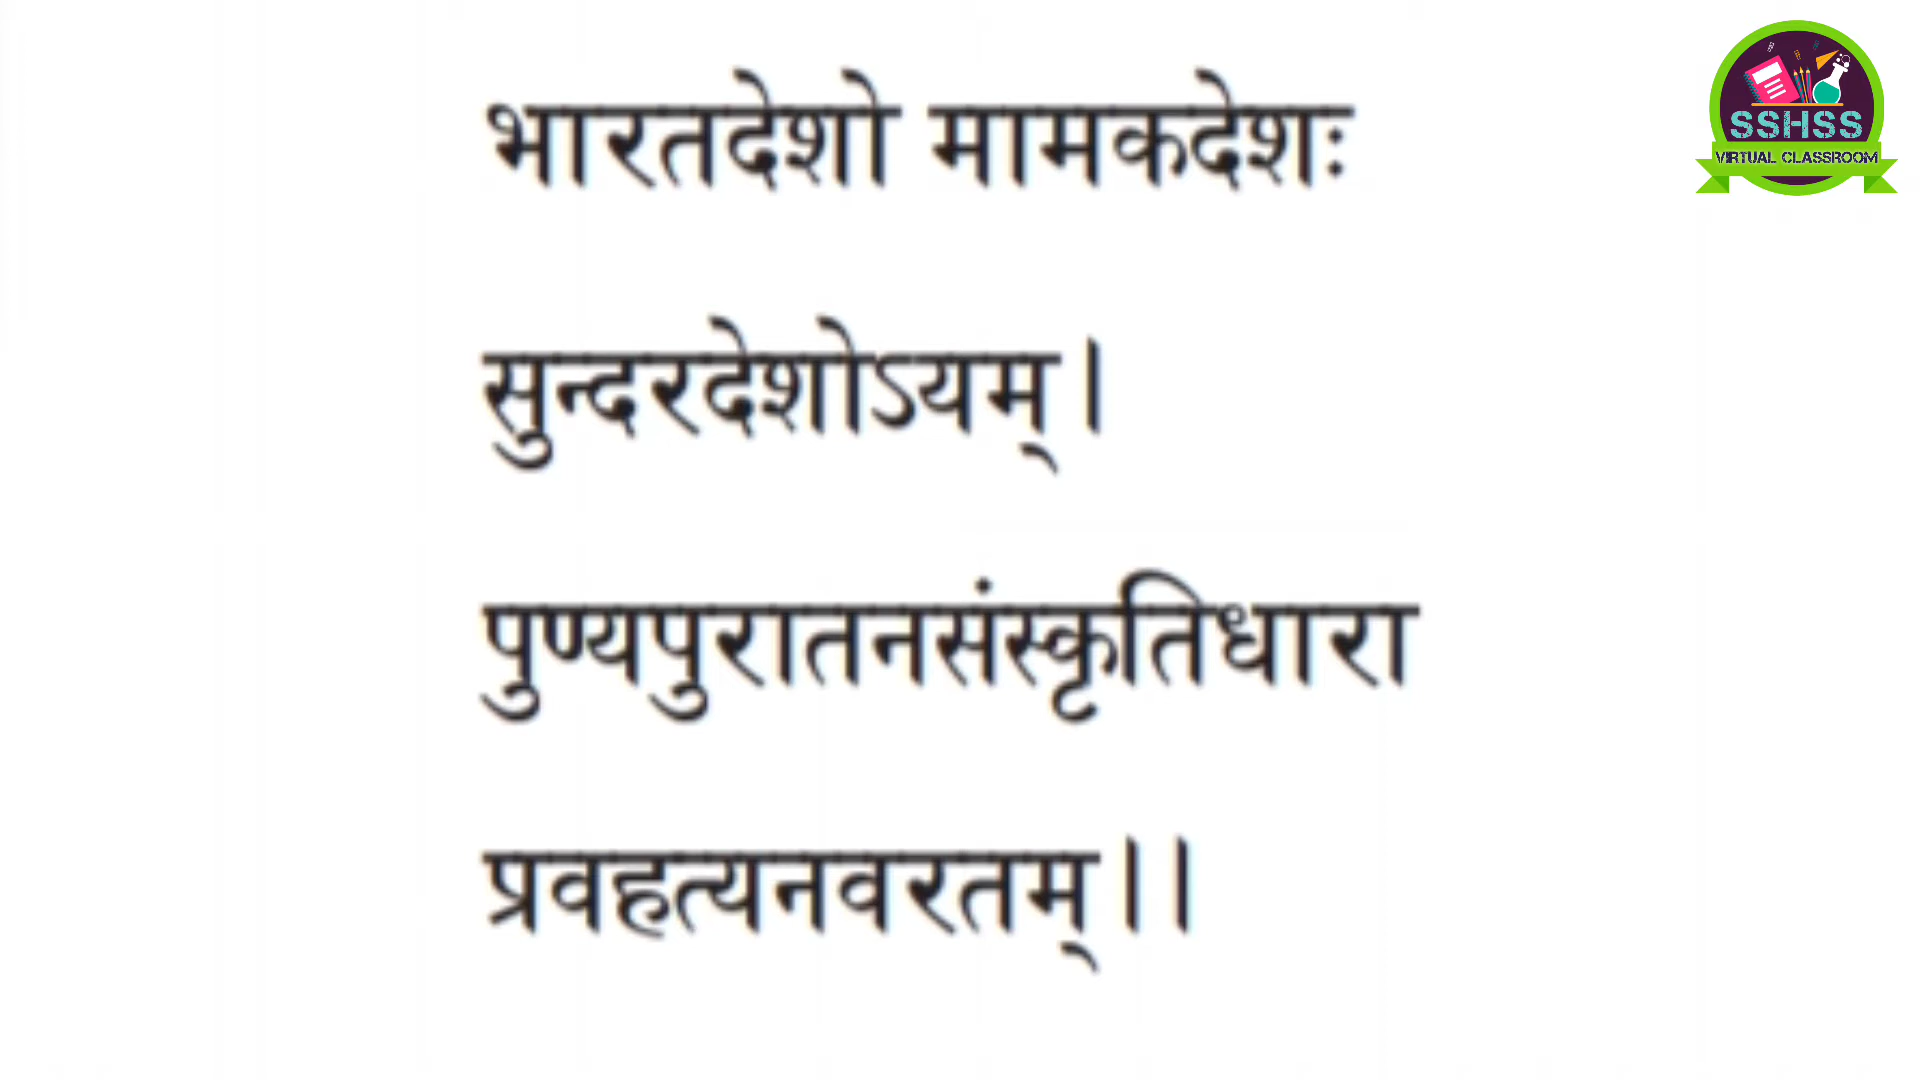 भारतदेशो मामकदेशः
सुन्दरदेशोऽयम्।
पुण्यपुरातनसंस्कृतिधारा
प्रवहत्यनवरतम्।।
SSHSS
VIRTUAL CLASSROOM